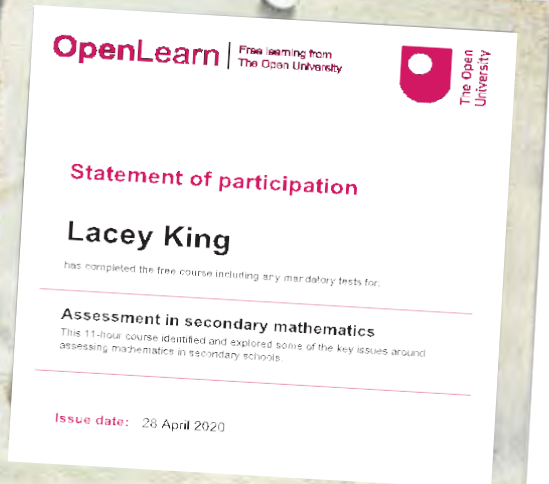 OpenLearn
Free learning from
The Open University
The Open
University
Statement of participation
Lacey King
has completed the free course including any mandatory tests for:
Assessment in secondary mathematics
This 11-hour course identified and explored some of the key issues around
assessing mathematics in secondary schools.
Issue date: 28 April 2020